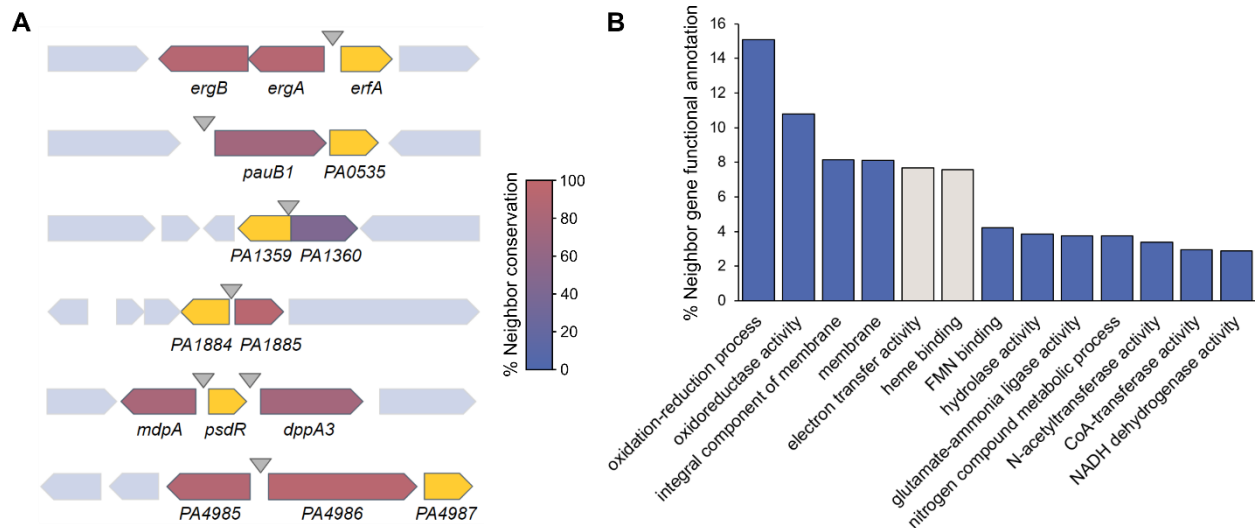 A
ergB
ergA
erfA
pauB1
PA0535
PA1359
PA1360
PA1884
PA1885
mdpA
psdR
dppA3
PA4985
PA4986
PA4987
% Neighbor conservation
100
80
60
40
20
0
B
% Neighbor gene functional annotation
16
14
12
10
8
6
4
2
0
oxidation-reduction process
oxidoreductase activity
integral component of membrane
membrane
electron transfer activity
heme binding
FMN binding
hydrolase activity
glutamate-ammonia ligase activity
nitrogen compound metabolic process
N-acetyltransferase activity
CoA-transferase activity
NADH dehydrogenase activity